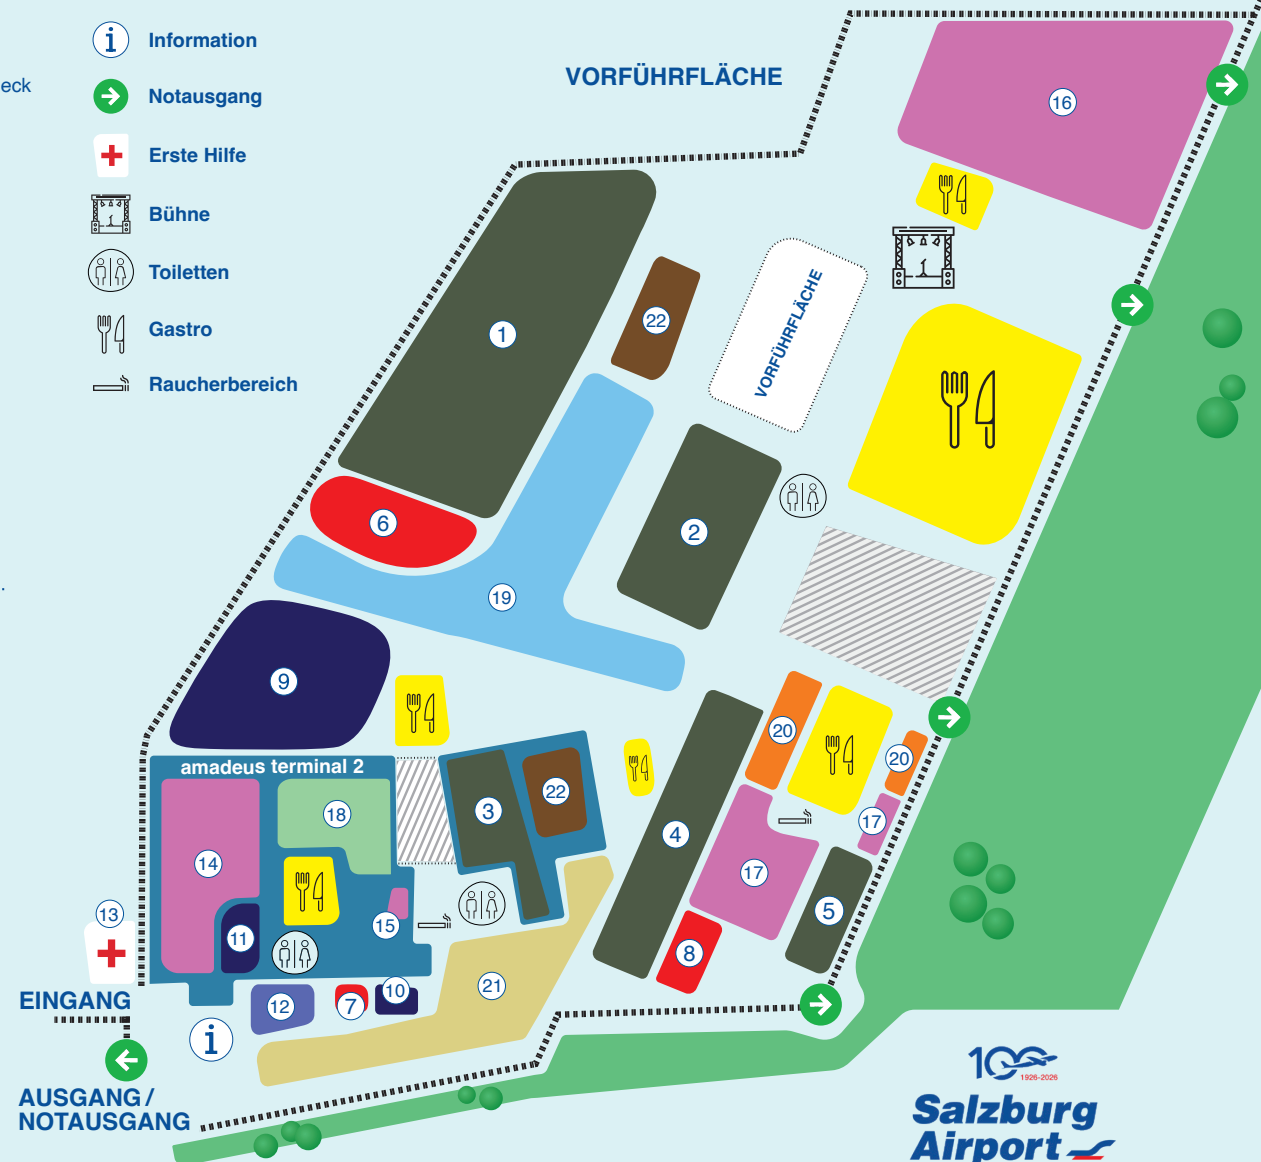 Information
eck
Notausgang
Erste Hilfe
Bühne
Toiletten
Gastro
Raucherbereich
VORFÜHRFLÄCHE
16
VORFÜHRFLÄCHE
22
1
6
2
19
.
9
20
20
amadeus terminal 2
22
3
18
17
4
14
17
13
15
5
11
8
21
10
12
7
EINGANG
i
AUSGANG /
NOTAUSGANG
100
1926-2026
Salzburg
Airport